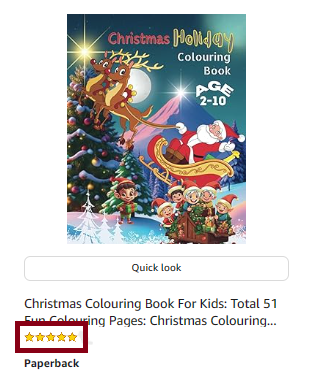 Christmas Holiday
Colouring
Book
AGE
2-10
Quick look
Christmas Colouring Book For Kids: Total 51
Fun Colouring Pages: Christmas Colouring...
Paperback